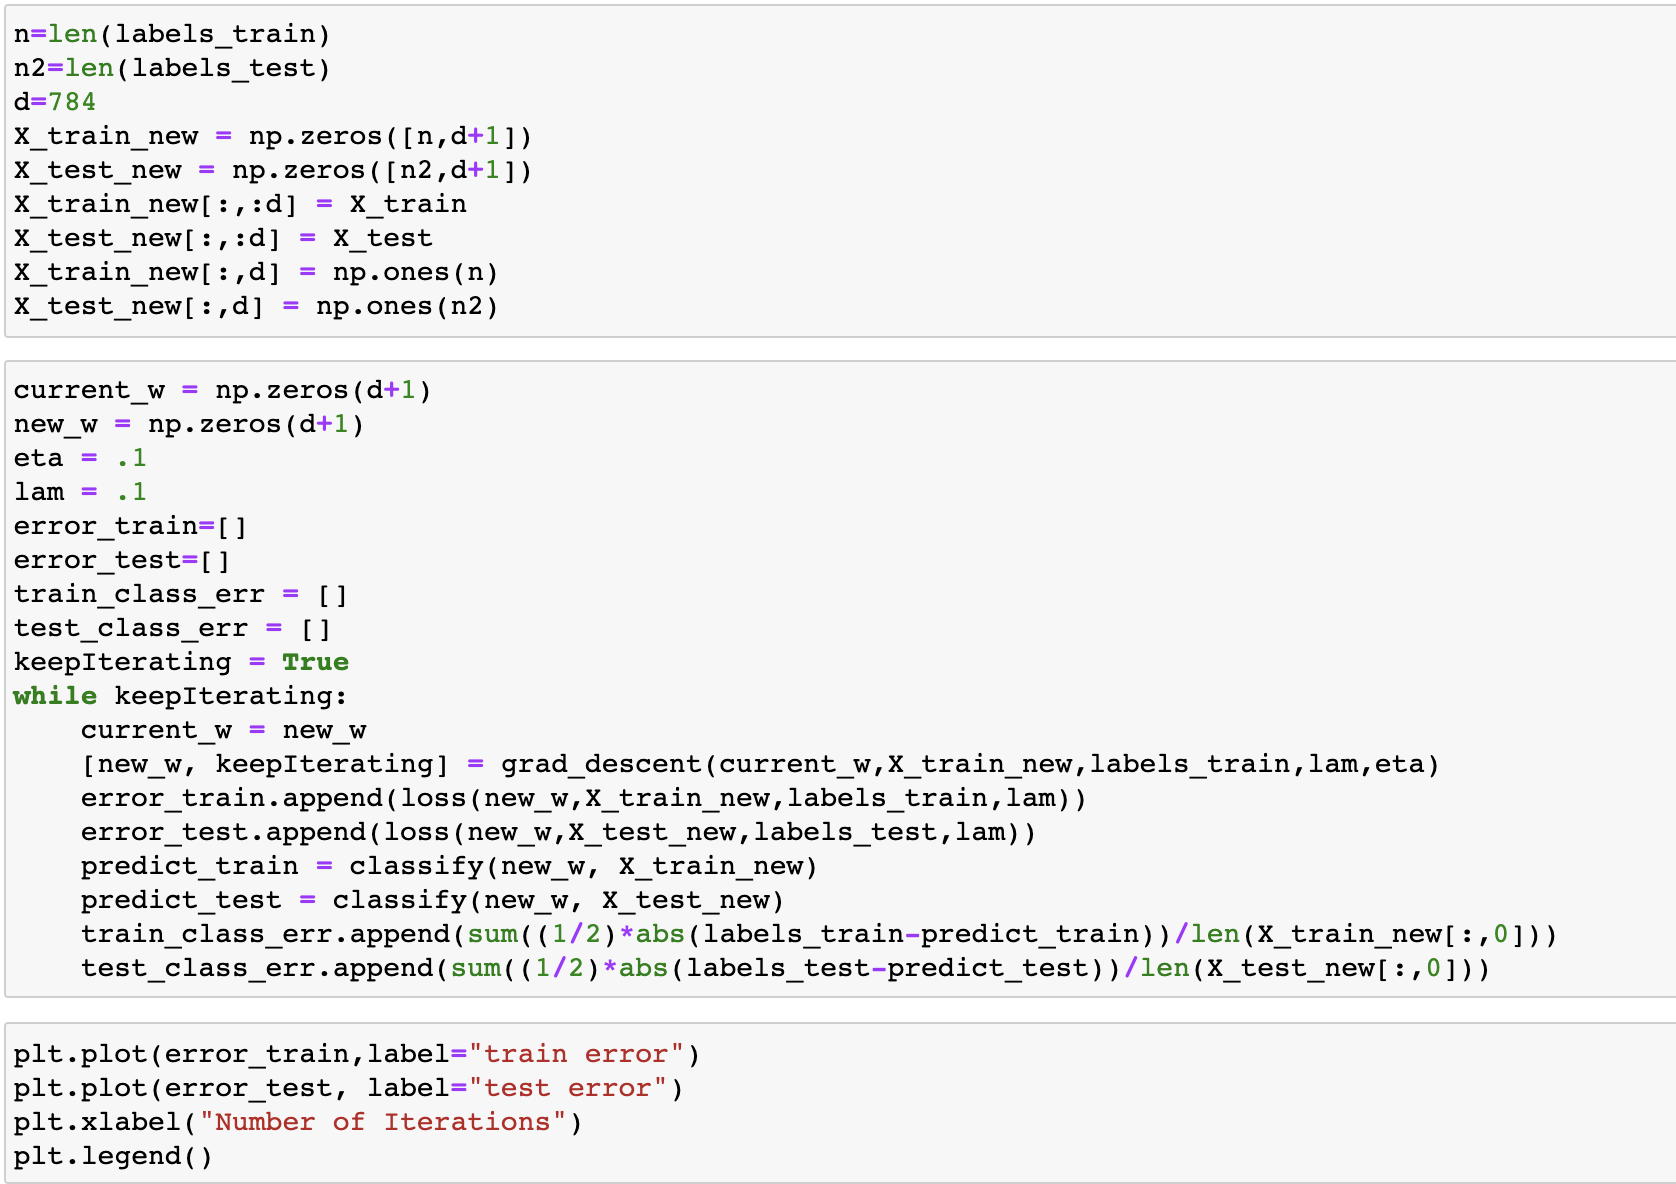 n=len(labels_train)
n2=len(labels_test)
d=784
X_train_new = np.zeros([n,d+1])
X_test_new = np.zeros([n2,d+1])
X_train_new[:,:d] = X_train
X_test_new[:,:d] = X_test
X_train_new[:,d] = np.ones(n)
X_test_new[:,d] = np.ones(n2)
current_w = np.zeros(d+1)
new_w = np.zeros(d+1)
eta = .1
lam = .1
error_train=[]
error_test=[]
train_class_err = []
test_class_err = []
keepIterating = True
while keepIterating:
    current_w = new_w
    [new_w, keepIterating] = grad_descent(current_w,X_train_new,labels_train,lam,eta)
    error_train.append(loss(new_w,X_train_new,labels_train,lam))
    error_test.append(loss(new_w,X_test_new,labels_test,lam))
    predict_train = classify(new_w, X_train_new)
    predict_test = classify(new_w, X_test_new)
    train_class_err.append(sum((1/2)*abs(labels_train-predict_train))/len(X_train_new[:,0]))
    test_class_err.append(sum((1/2)*abs(labels_test-predict_test))/len(X_test_new[:,0]))
plt.plot(error_train,label="train error")
plt.plot(error_test, label="test error")
plt.xlabel("Number of Iterations")
plt.legend()